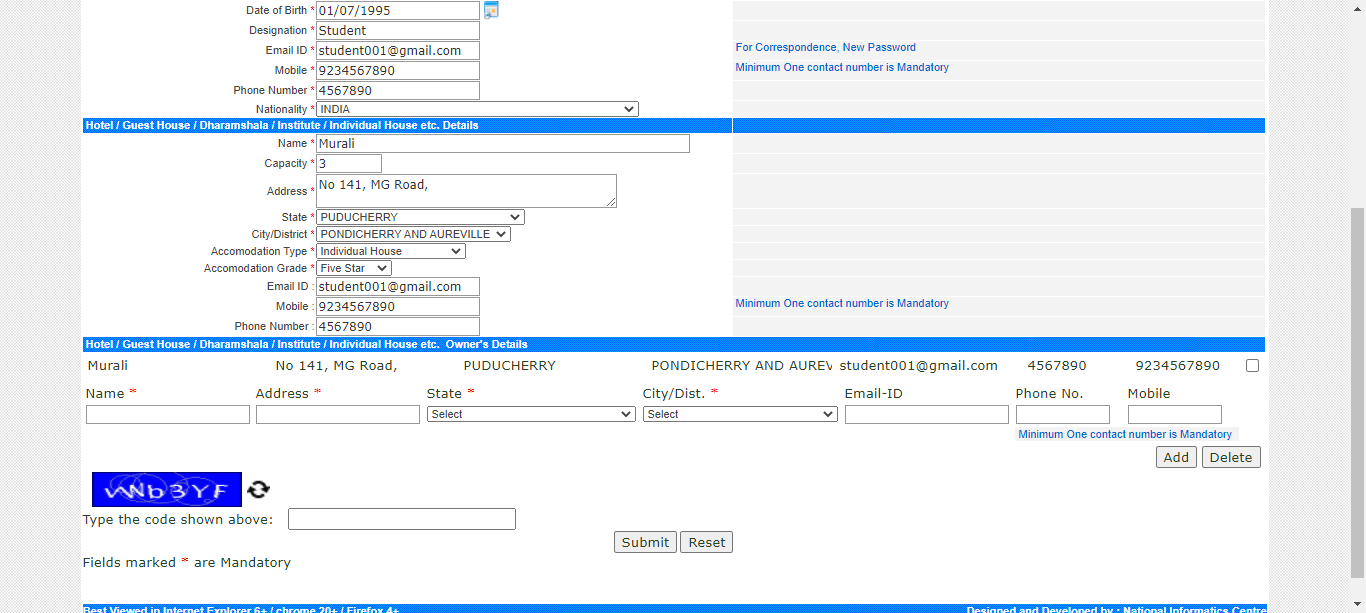 Date of Birth * 01/07/1995
Designation * Student
Email ID * student001@gmail.com For Correspondence, New Password
Mobile * 9234567890 Minimum One contact number is Mandatory
Phone Number * 4567890
Nationality * INDIA
Hotel / Guest House / Dharamshala / Institute / Individual House etc. Details
Name * Murali
Capacity * 3
Address * No 141, MG Road,
State * PUDUCHERRY
City/District * PONDICHERRY AND AUREVILLE
Accomodation Type * Individual House
Accomodation Grade * Five Star
Email ID : student001@gmail.com
Mobile : 9234567890 Minimum One contact number is Mandatory
Phone Number : 4567890
Hotel / Guest House / Dharamshala / Institute / Individual House etc. Owner's Details
Murali No 141, MG Road, PUDUCHERRY PONDICHERRY AND AUREV student001@gmail.com 4567890 9234567890
Name * Address * State * City/Dist. * Email-ID Phone No. Mobile
Select Select
Minimum One contact number is Mandatory
Add Delete
VANb3YF
Type the code shown above:
Submit Reset
Fields marked * are Mandatory
Best Viewed in Internet Explorer 6+ / chrome 20+ / Firefox 4+ Designed and Developed by : National Informatics Centre